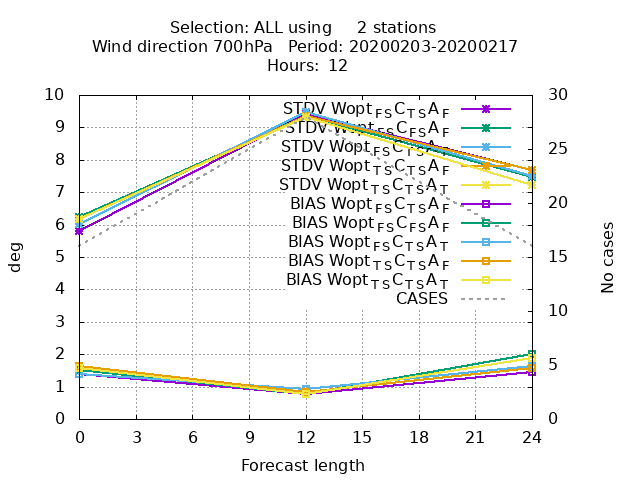 Selection: ALL using     2 stations
Wind direction 700hPa   Period: 20200203-20200217
Hours:  12
10
9
8
7
6
5
4
3
2
1
0
30
25
20
15
10
5
0
0 3 6 9 12 15 18 21 24
deg
No cases
Forecast length
STDV Wopt FS C TS A F
STDV Wopt FS C FS A F
STDV Wopt FS C TS A T
STDV Wopt TS C TS A F
STDV Wopt TS C TS A T
BIAS Wopt FS C TS A F
BIAS Wopt FS C FS A F
BIAS Wopt FS C TS A T
BIAS Wopt TS C TS A F
BIAS Wopt TS C TS A T
CASES